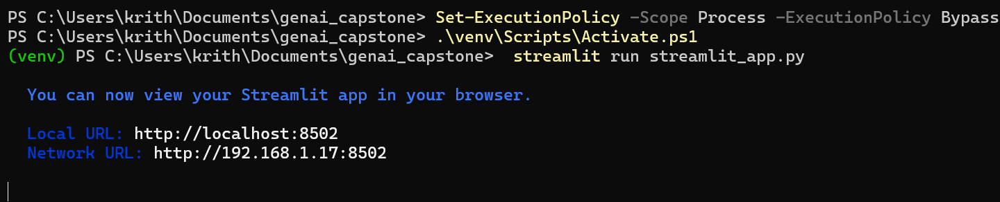 PS C:\Users\krith\Documents\genai_capstone> Set-ExecutionPolicy -Scope Process -ExecutionPolicy Bypass
PS C:\Users\krith\Documents\genai_capstone> .\venv\Scripts\Activate.ps1
(venv) PS C:\Users\krith\Documents\genai_capstone>  streamlit run streamlit_app.py
You can now view your Streamlit app in your browser.
Local URL: http://localhost:8502
Network URL: http://192.168.1.17:8502